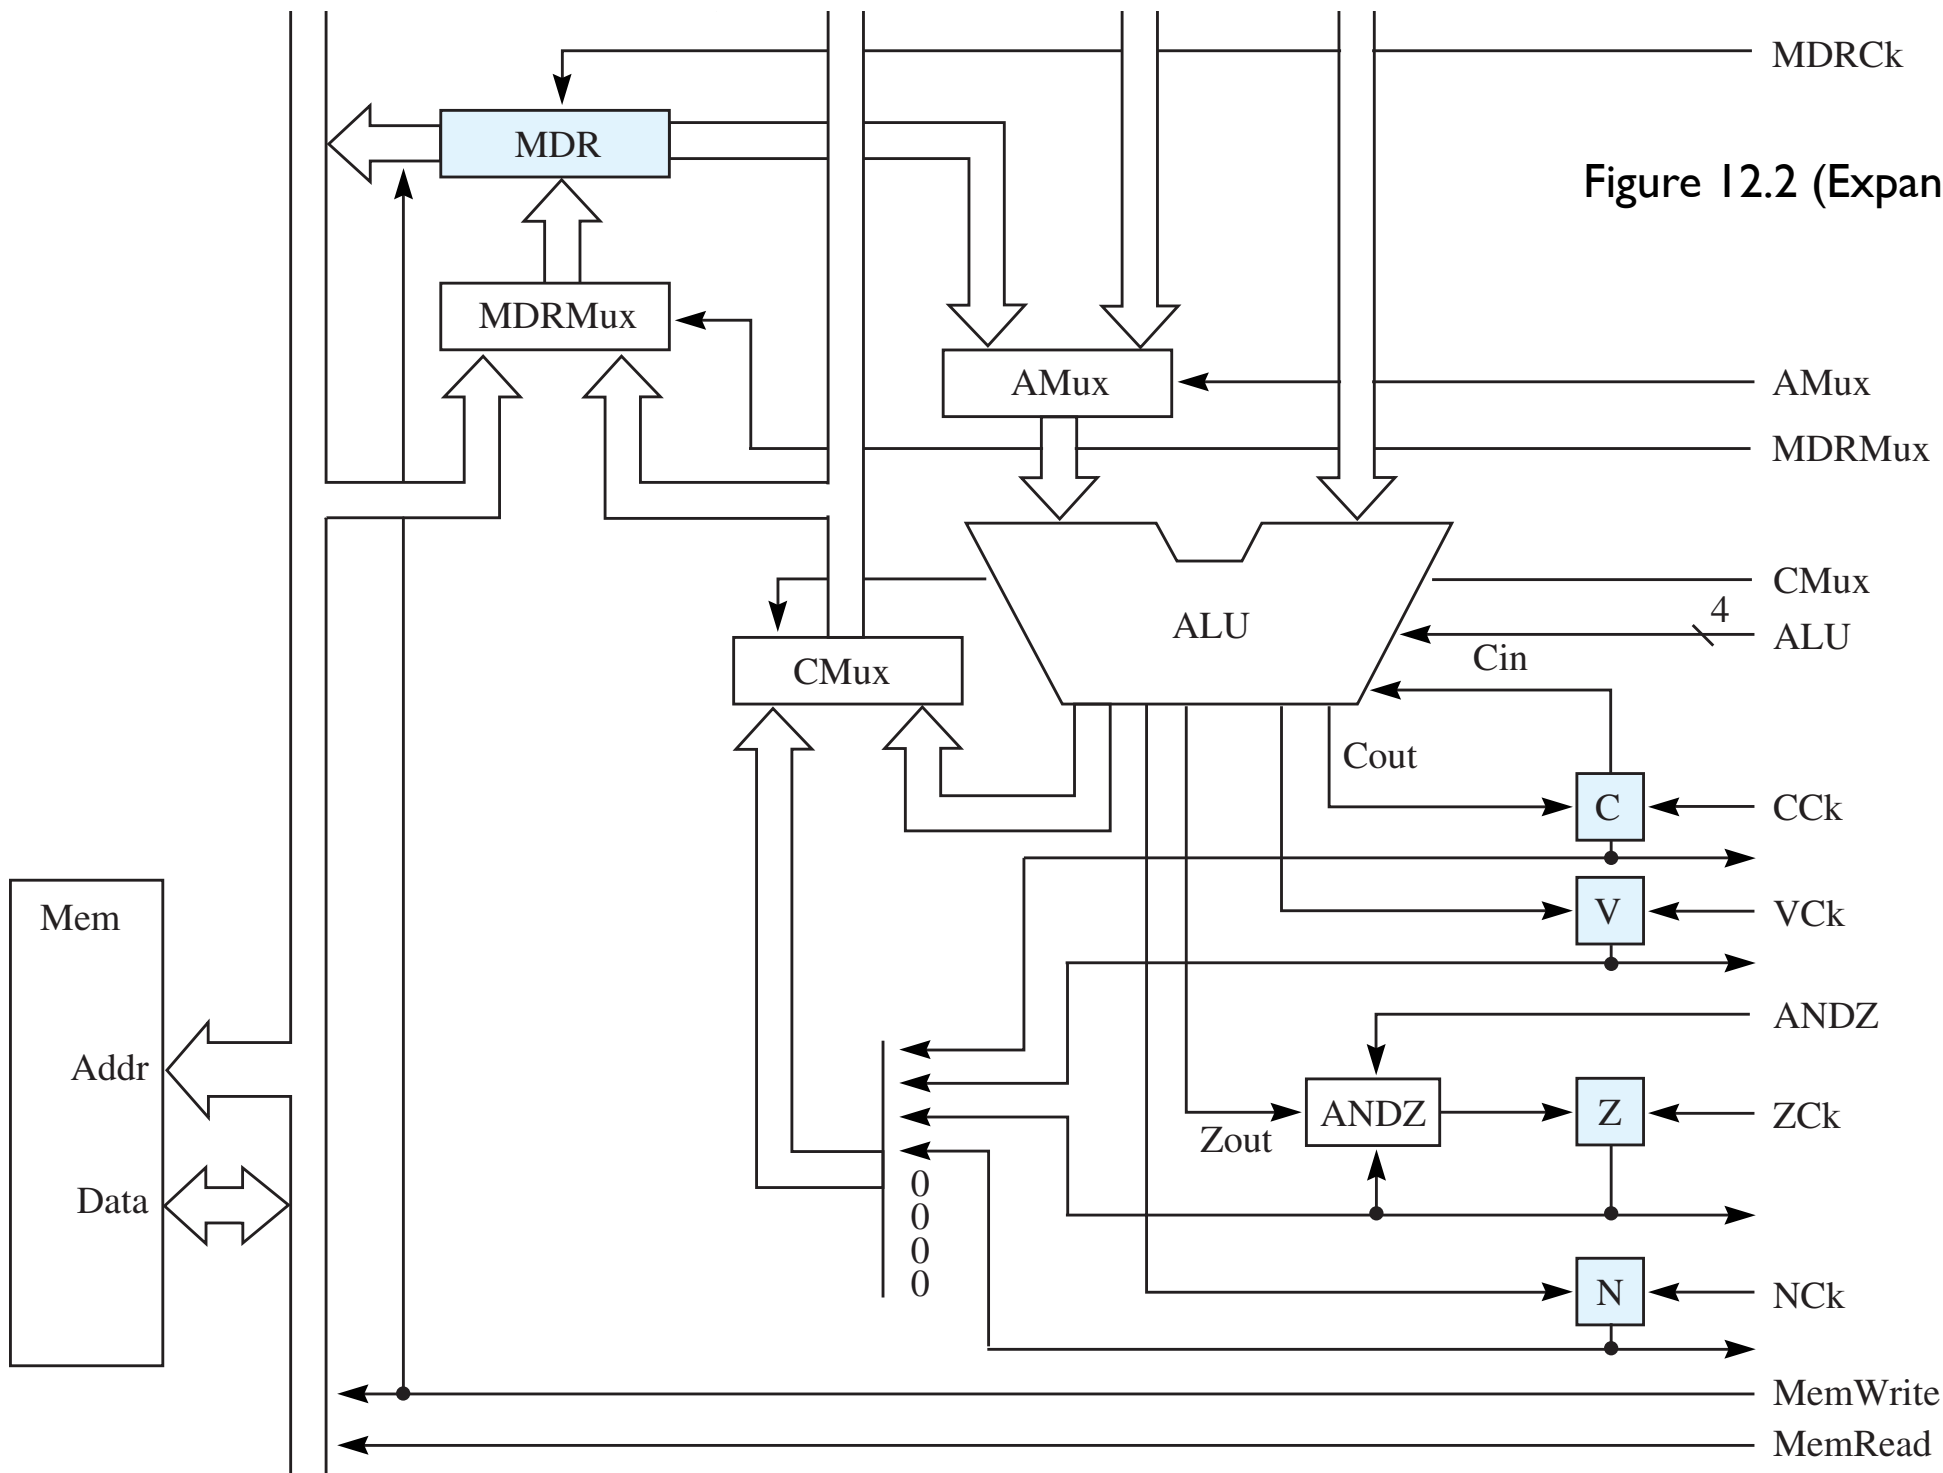 MDRCk
MDR
Figure 12.2 (Expan
MDRMux
AMux
AMux
MDRMux
CMux
4
ALU
ALU
Cin
CMux
Cout
C
CCk
Mem
V
VCk
ANDZ
Addr
ANDZ
Z
ZCk
Zout
Data
0
0
0
0
N
NCk
MemWrite
MemRead